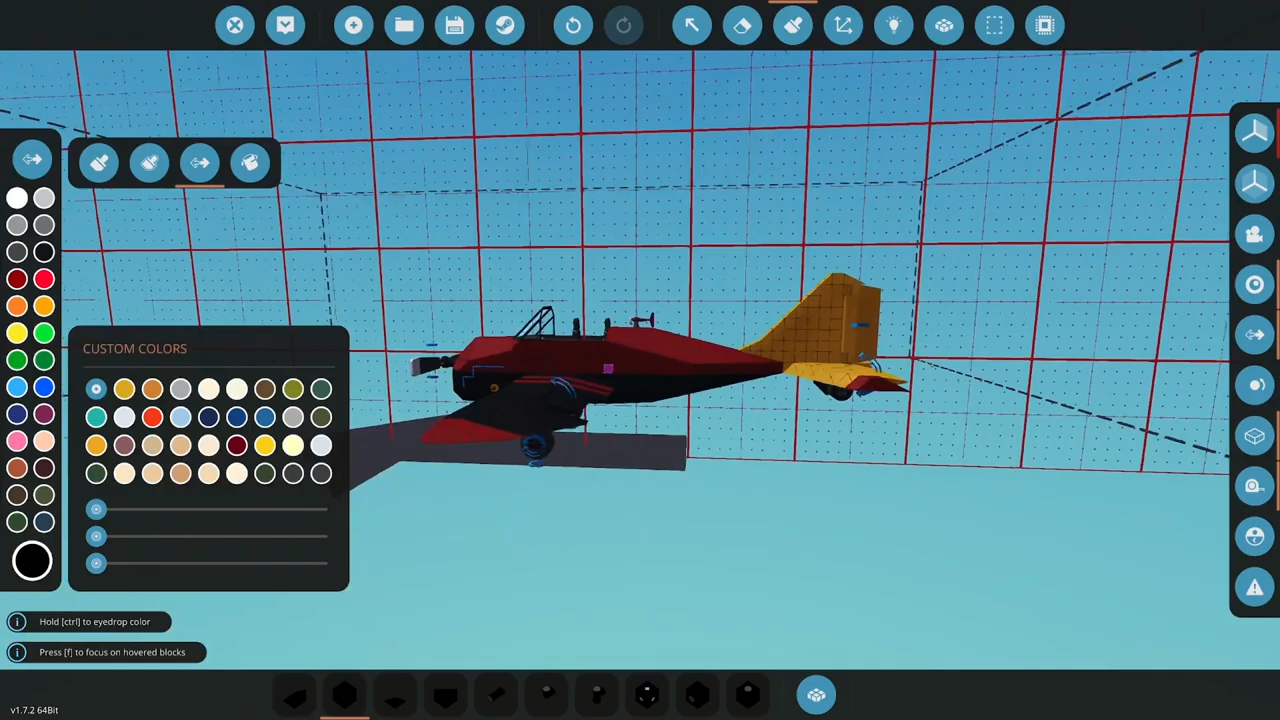 CUSTOM COLORS
Hold [ctrl] to eyedrop color
Press [f] to focus on hovered blocks
v1.7.2 64Bit